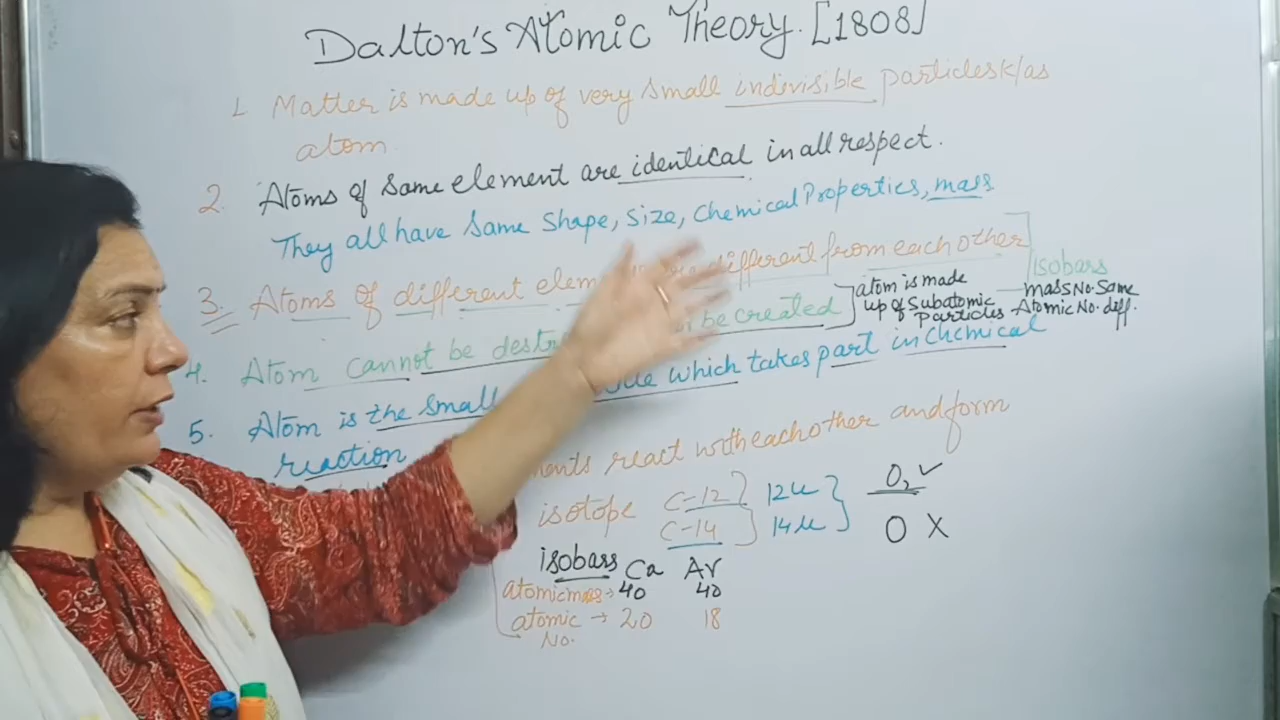 Dalton's Atomic Theory. [1808]
1. Matter is made up of very small indivisible particles k/as
atom.
2. Atoms of same element are identical in all respect.
They all have same shape, size, chemical Properties, mass
3. Atoms of different different from each other
isobars
mass No. same
Atomic No. diff.
4. Atom cannot be be created
atom is made
up of subatomic
Particles
5. Atom is the small which takes part in chemical
reaction
react with each other and form
isotope C-12 12u O₂ ✓
C-14 14u O X
isobars Ca Ar
atomic mass → 40 40
atomic → 20 18
No.